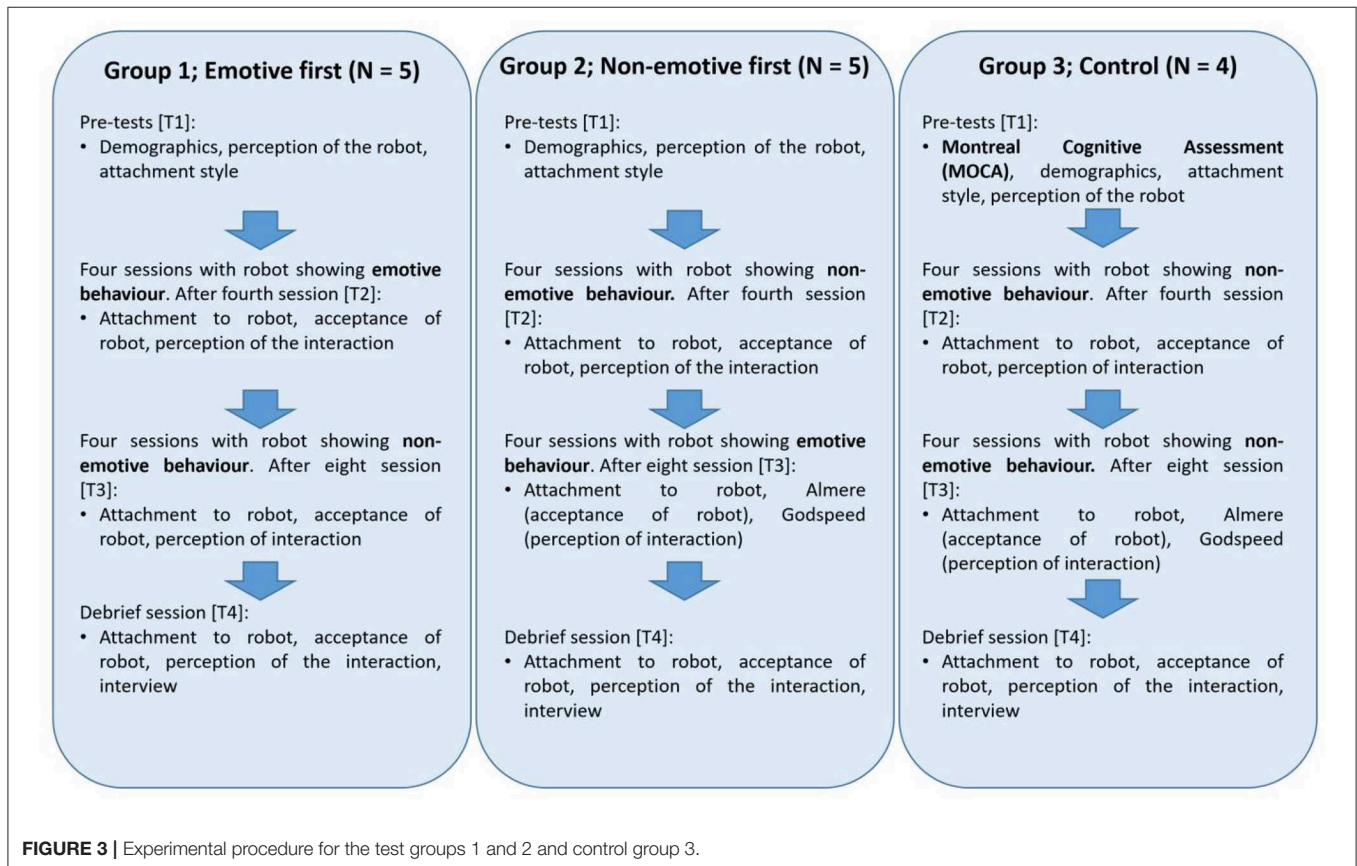 Group 1; Emotive first (N = 5)
Pre-tests [T1]:
• Demographics, perception of the robot,
attachment style
Four sessions with robot showing emotive
behaviour. After fourth session [T2]:
• Attachment to robot, acceptance of
robot, perception of the interaction
Four sessions with robot showing non-
emotive behaviour. After eight session
[T3]:
• Attachment to robot, acceptance of
robot, perception of interaction
Debrief session [T4]:
• Attachment to robot, acceptance of
robot, perception of the interaction,
interview
Group 2; Non-emotive first (N = 5)
Pre-tests [T1]:
• Demographics, perception of the robot,
attachment style
Four sessions with robot showing non-
emotive behaviour. After fourth session
[T2]:
• Attachment to robot, acceptance of
robot, perception of the interaction
Four sessions with robot showing emotive
behaviour. After eight session [T3]:
• Attachment to robot, Almere
(acceptance of robot), Godspeed
(perception of interaction)
Debrief session [T4]:
• Attachment to robot, acceptance of
robot, perception of the interaction,
interview
Group 3; Control (N = 4)
Pre-tests [T1]:
• Montreal Cognitive Assessment
(MOCA), demographics, attachment
style, perception of the robot
Four sessions with robot showing non-
emotive behaviour. After fourth session
[T2]:
• Attachment to robot, acceptance of
robot, perception of interaction
Four sessions with robot showing non-
emotive behaviour. After eight session
[T3]:
• Attachment to robot, Almere
(acceptance of robot), Godspeed
(perception of interaction)
Debrief session [T4]:
• Attachment to robot, acceptance of
robot, perception of the interaction,
interview
FIGURE 3 | Experimental procedure for the test groups 1 and 2 and control group 3.